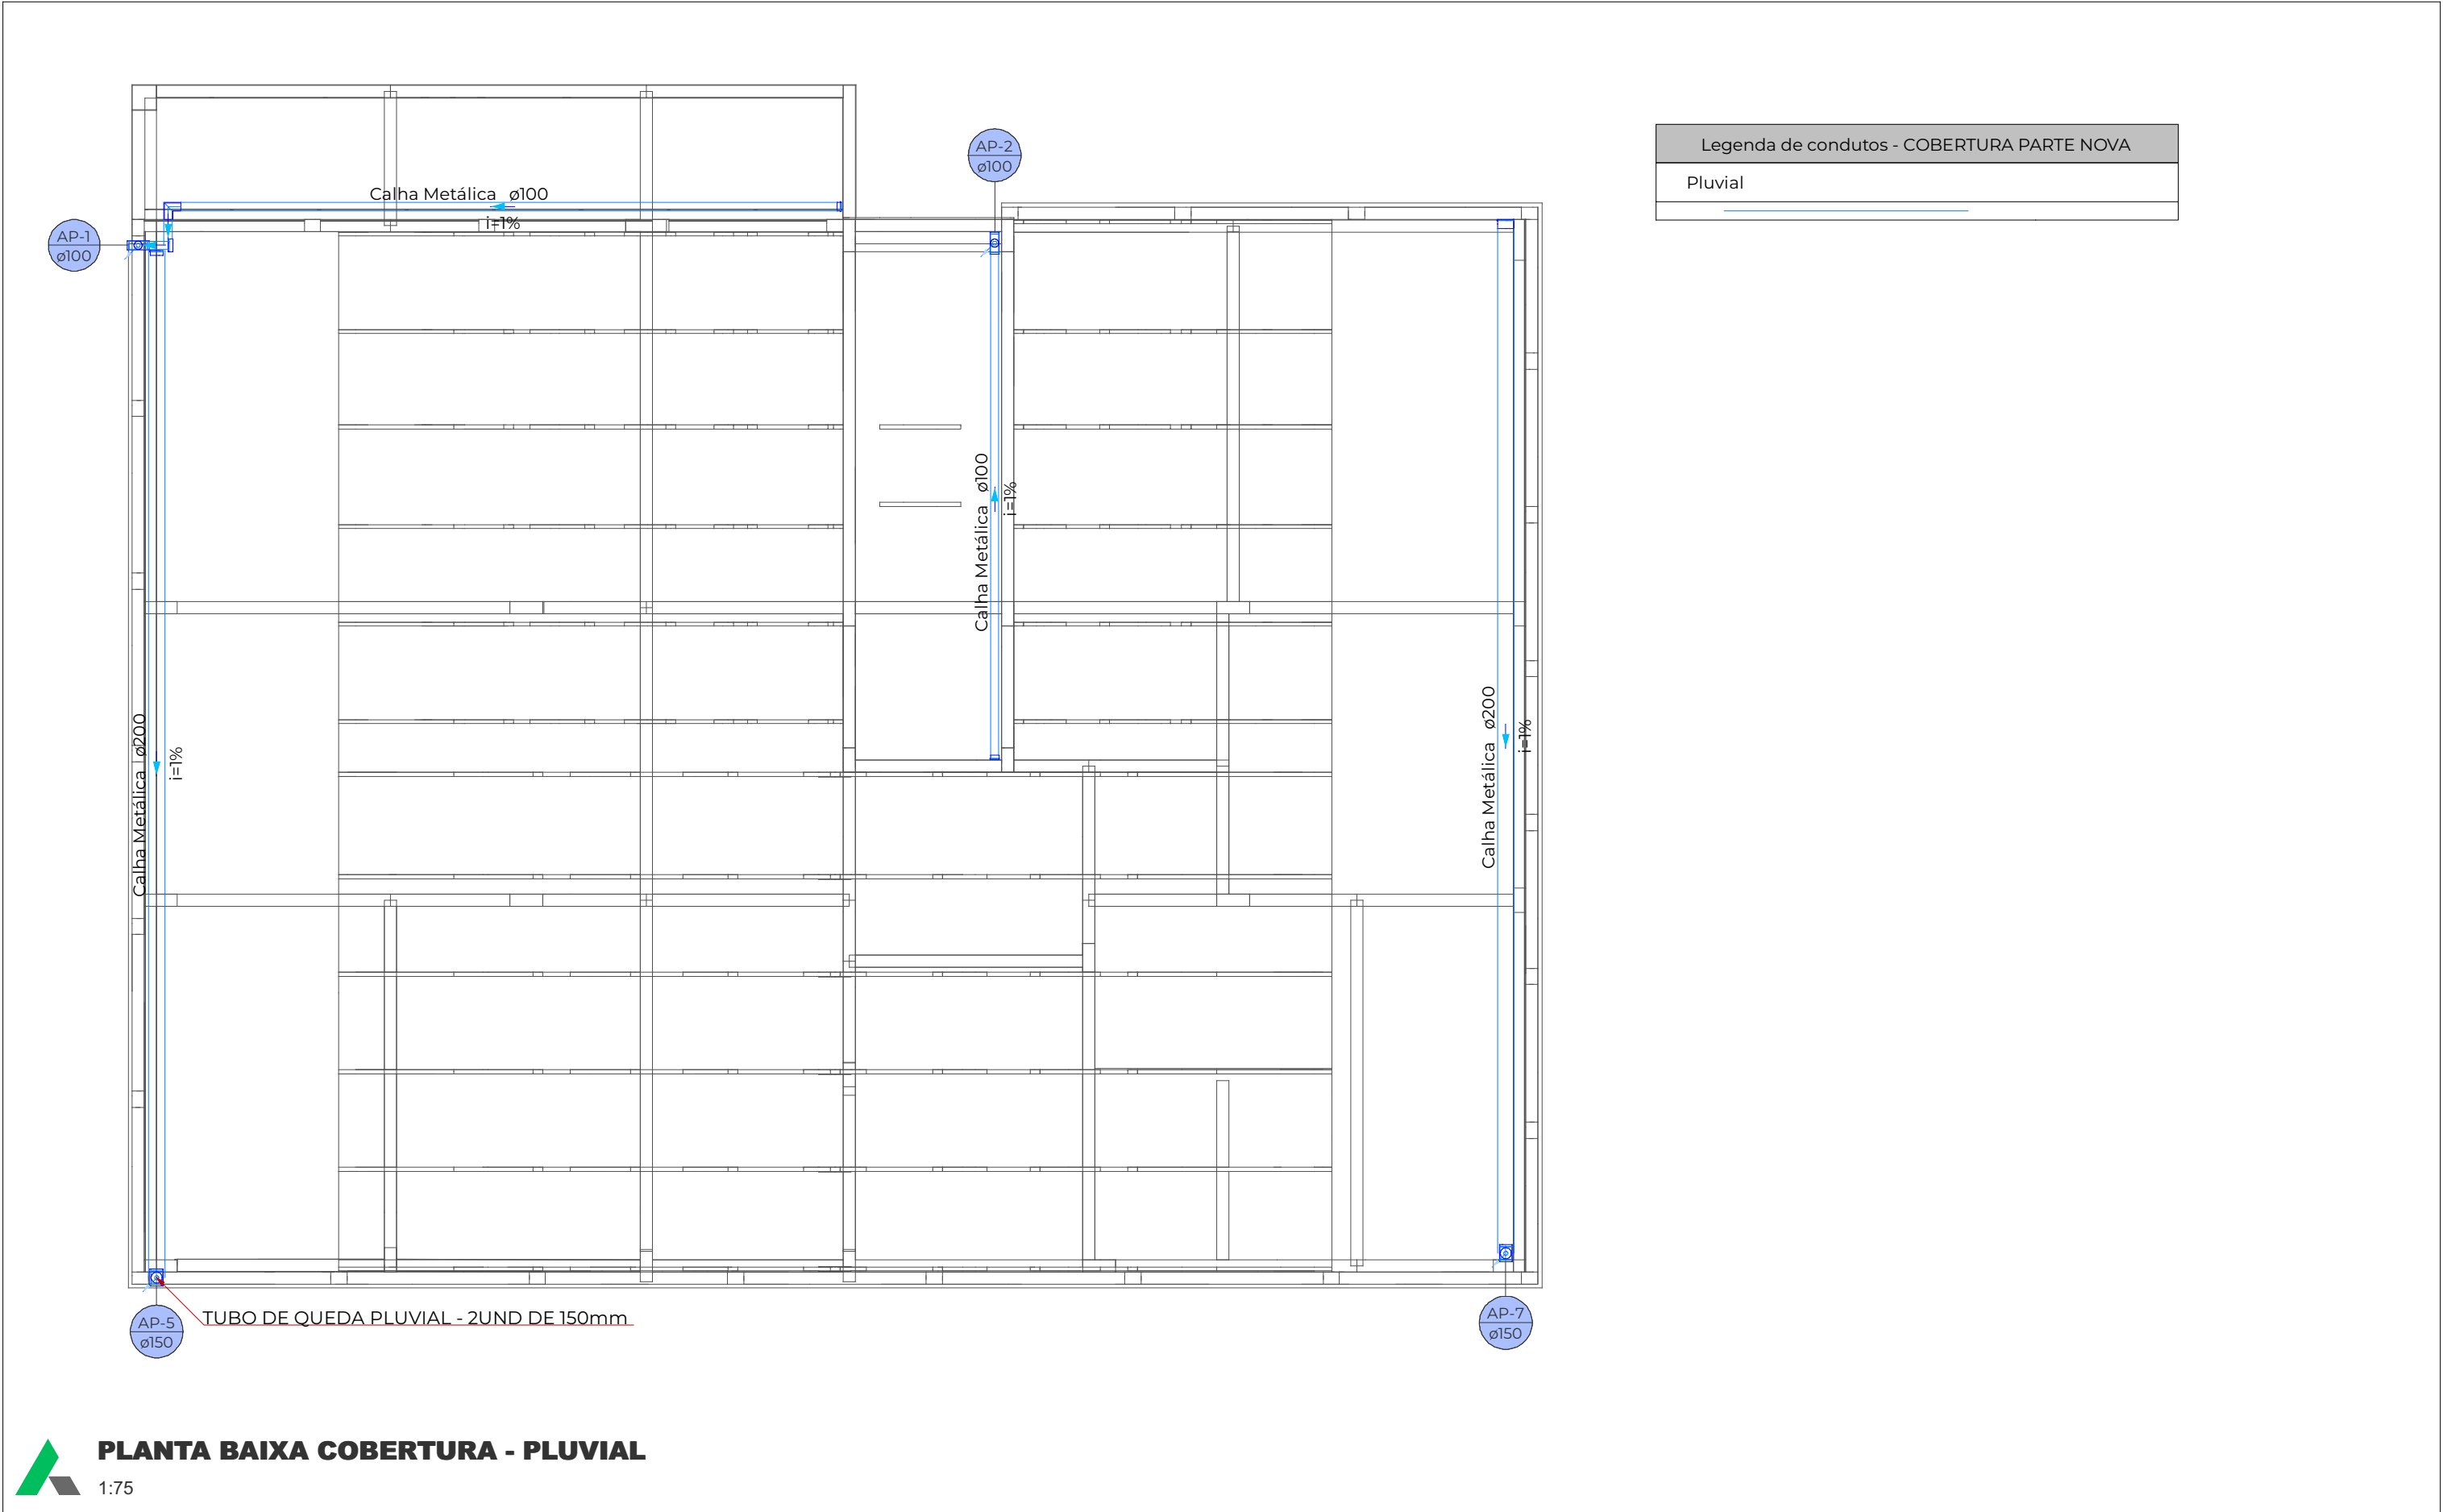 AP-2
ø100
Legenda de condutos - COBERTURA PARTE NOVA
Pluvial
Calha Metálica ø100
i=1%
AP-1
ø100
Calha Metálica ø100
i=1%
Calha Metálica ø200
i=1%
Calha Metálica ø200
i=1%
TUBO DE QUEDA PLUVIAL - 2UND DE 150mm
AP-5
ø150
AP-7
ø150
PLANTA BAIXA COBERTURA - PLUVIAL
1:75